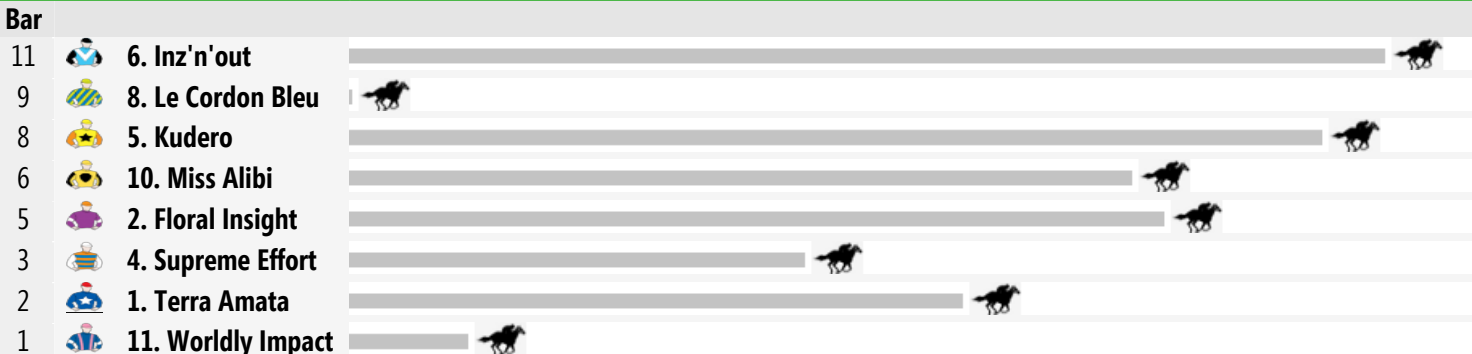 Bar
11 6. Inz'n'out
9 8. Le Cordon Bleu
8 5. Kudero
6 10. Miss Alibi
5 2. Floral Insight
3 4. Supreme Effort
2 1. Terra Amata
1 11. Worldly Impact